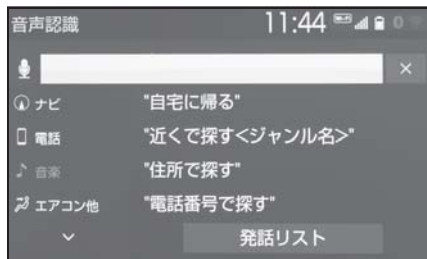 音声認識 11:44
ナビ "自宅に帰る"
電話 "近くで探す<ジャンル名>"
音楽 "住所で探す"
エアコン他 "電話番号で探す"
発話リスト